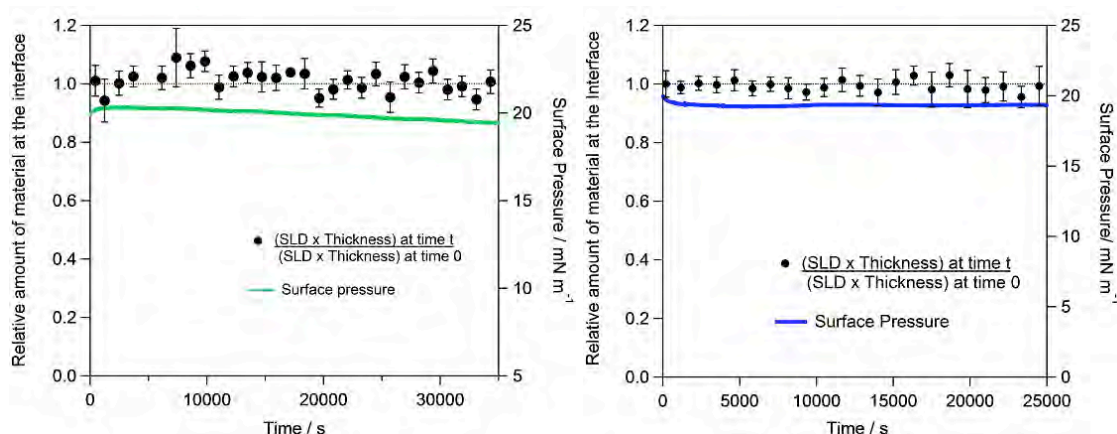 Relative amount of material at the interface
1.2
1.0
0.8
0.6
0.4
0.2
0.0
(SLD x Thickness) at time t
(SLD x Thickness) at time 0
Surface pressure
25
20
15
10
5
Surface Pressure / mN m⁻¹
0
10000
20000
30000
Time / s
Relative amount of material at the Interface
1.2
1.0
0.8
0.6
0.4
0.2
0.0
(SLD x Thickness) at time t
(SLD x Thickness) at time 0
Surface Pressure
25
20
15
10
5
0
Surface Pressure/ mN m⁻¹
0
5000
10000
15000
20000
25000
Time / s